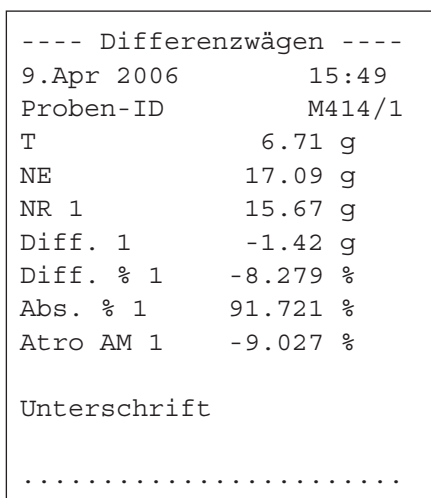 ---- Differenzwägen ----
9.Apr 2006 15:49
Proben-ID M414/1
T 6.71 g
NE 17.09 g
NR 1 15.67 g
Diff. 1 -1.42 g
Diff. % 1 -8.279 %
Abs. % 1 91.721 %
Atro AM 1 -9.027 %
Unterschrift
........................